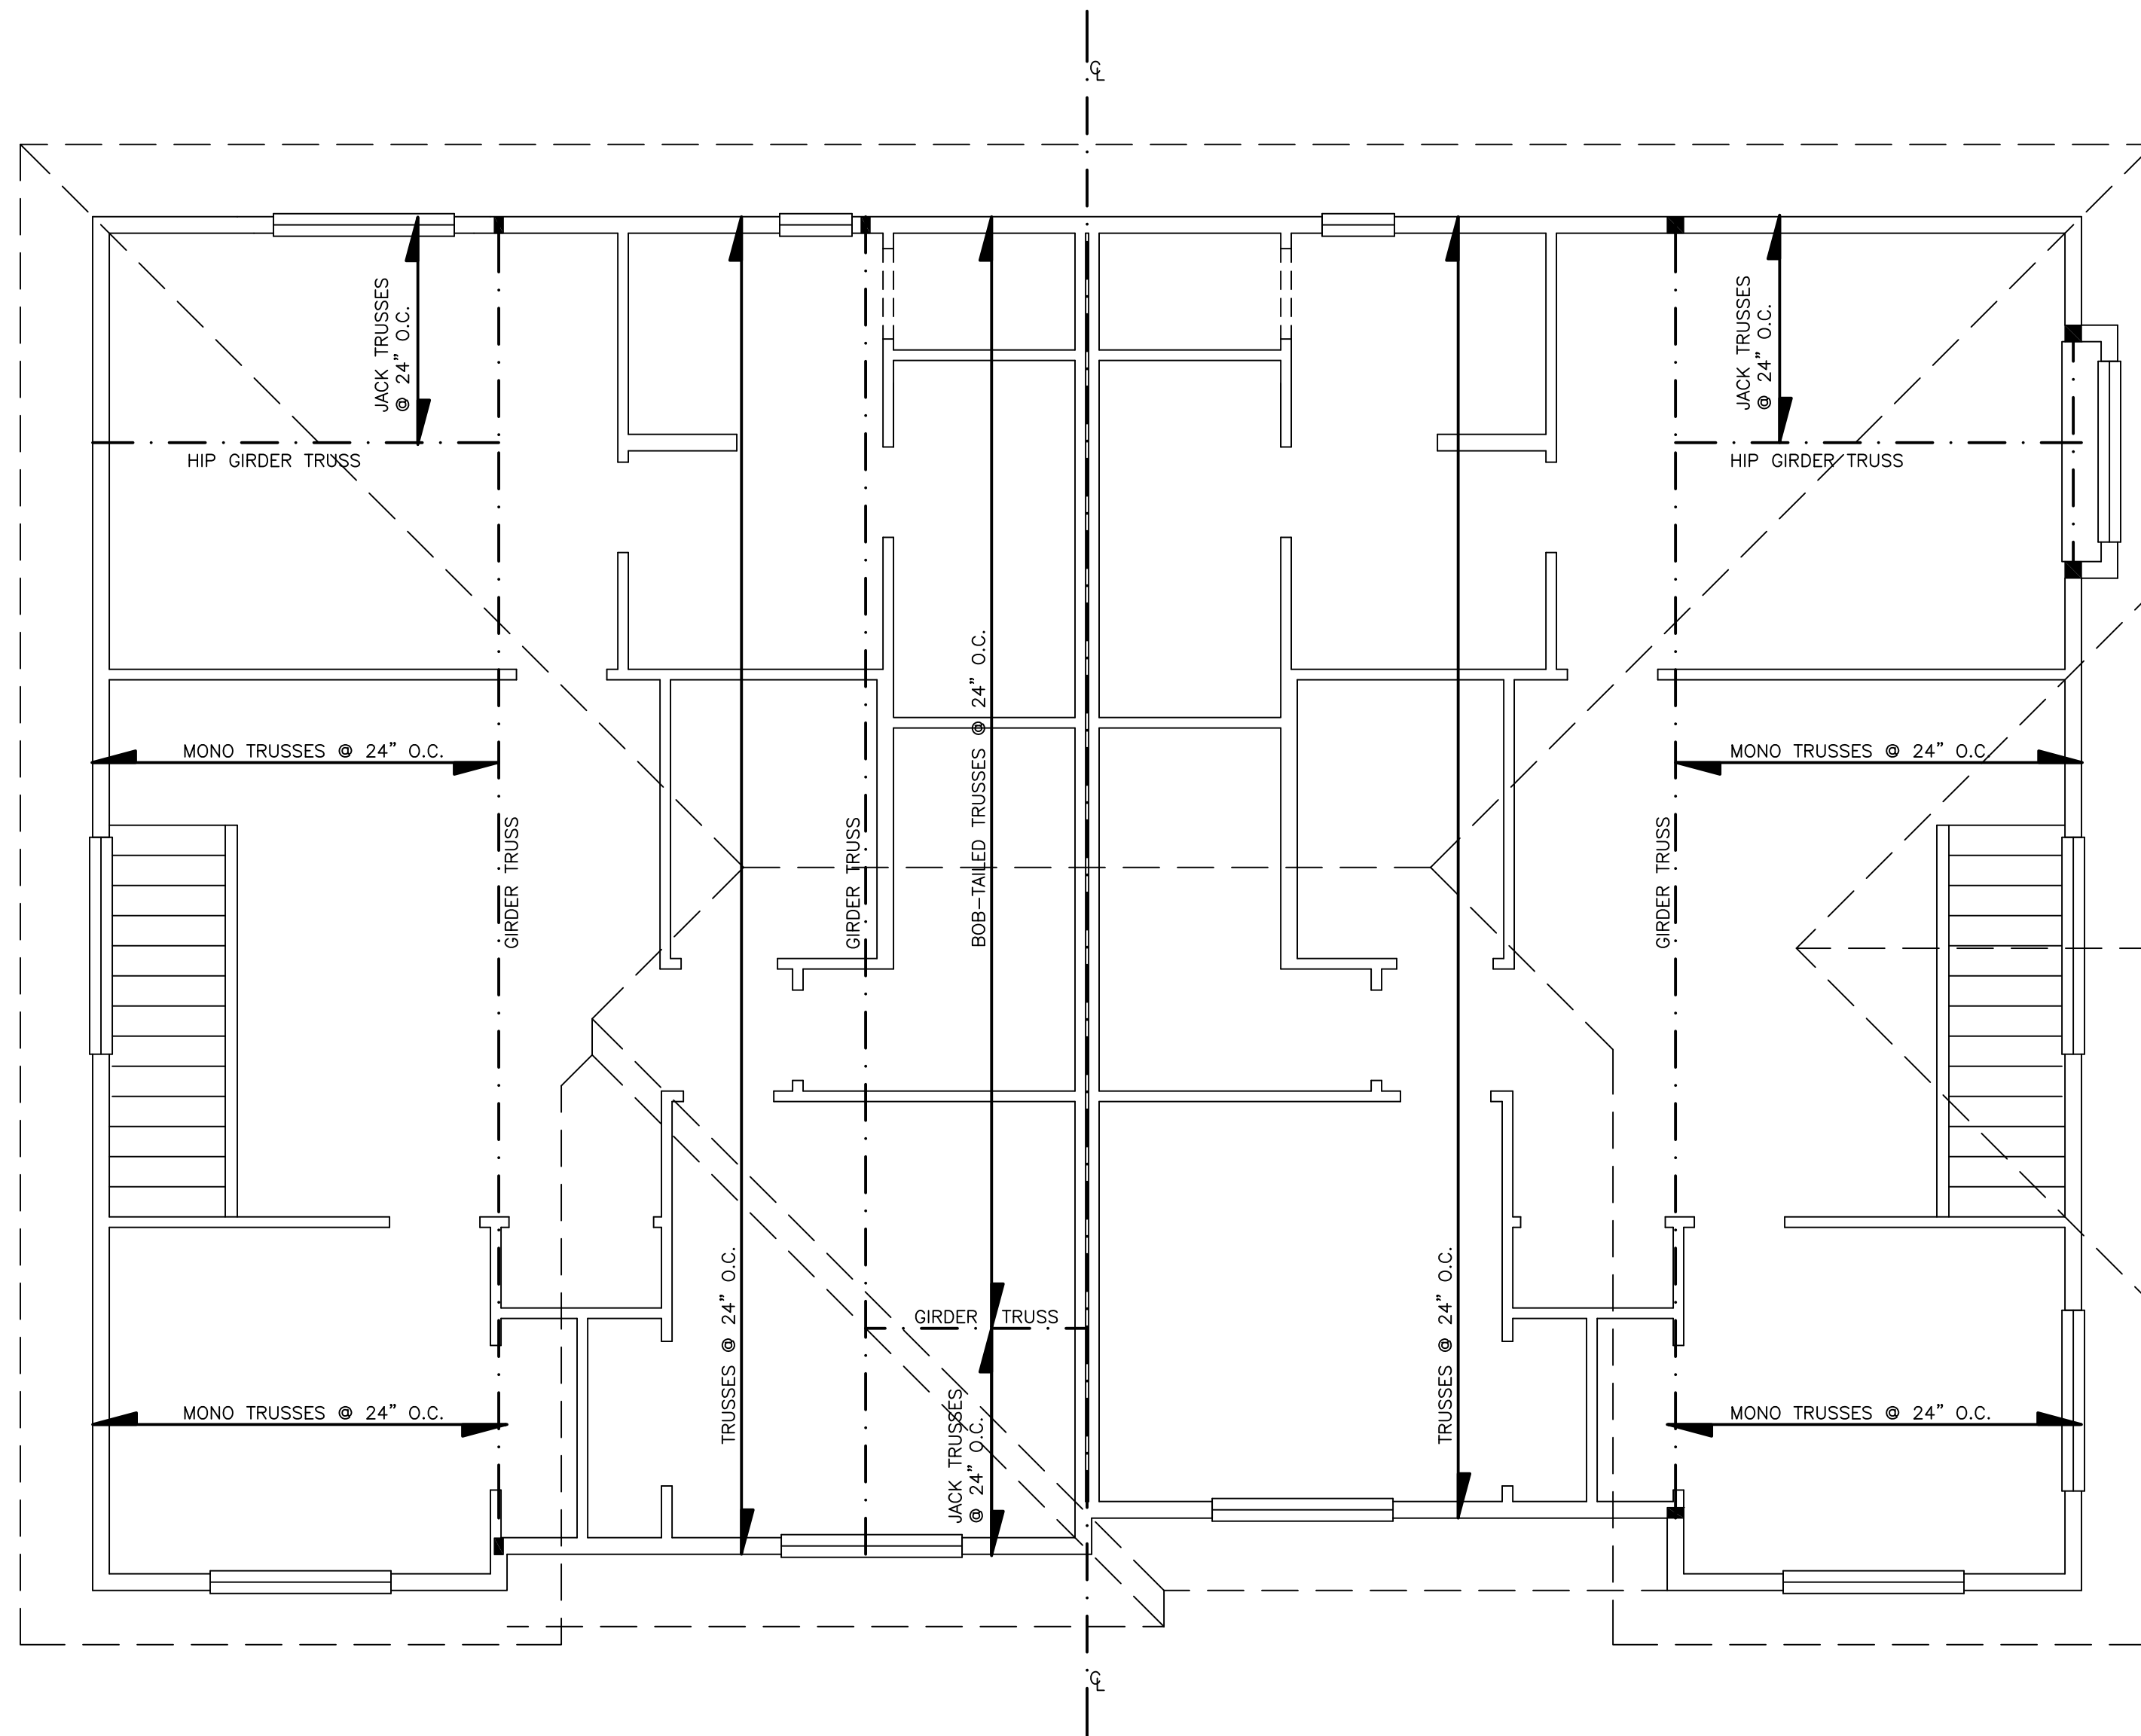 CL
JACK TRUSSES
@ 24" O.C.
JACK TRUSSES
@ 24" O.C.
HIP GIRDER TRUSS
HIP GIRDER TRUSS
BOB-TAILED TRUSSES @ 24" O.C.
MONO TRUSSES @ 24" O.C.
MONO TRUSSES @ 24" O.C.
GIRDER TRUSS
GIRDER TRUSS
GIRDER TRUSS
TRUSSES @ 24" O.C.
TRUSSES @ 24" O.C.
GIRDER TRUSS
JACK TRUSSES
@ 24" O.C.
MONO TRUSSES @ 24" O.C.
MONO TRUSSES @ 24" O.C.
CL